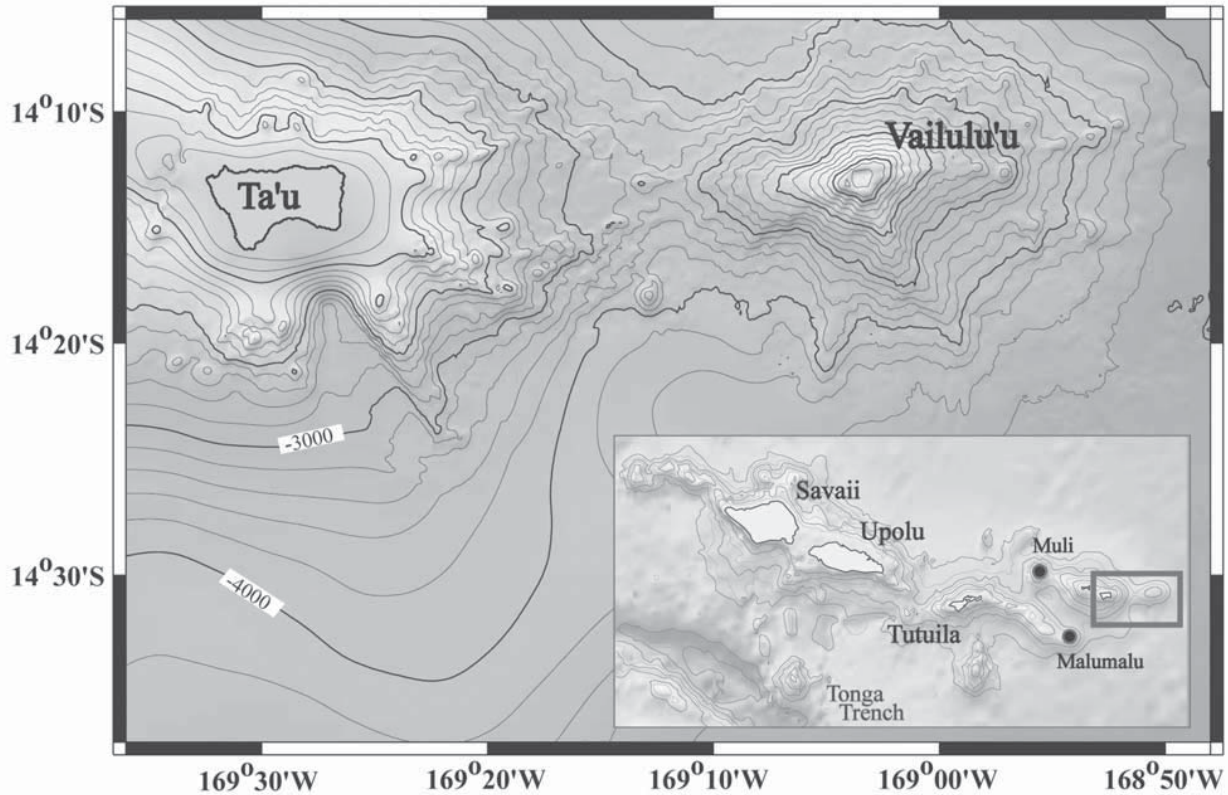 14°10'S
14°20'S
14°30'S
Ta'u
Vailulu'u
-3000
-4000
Savaii
Upolu
Muli
Tutuila
Malumalu
Tonga
Trench
169°30'W
169°20'W
169°10'W
169°00'W
168°50'W